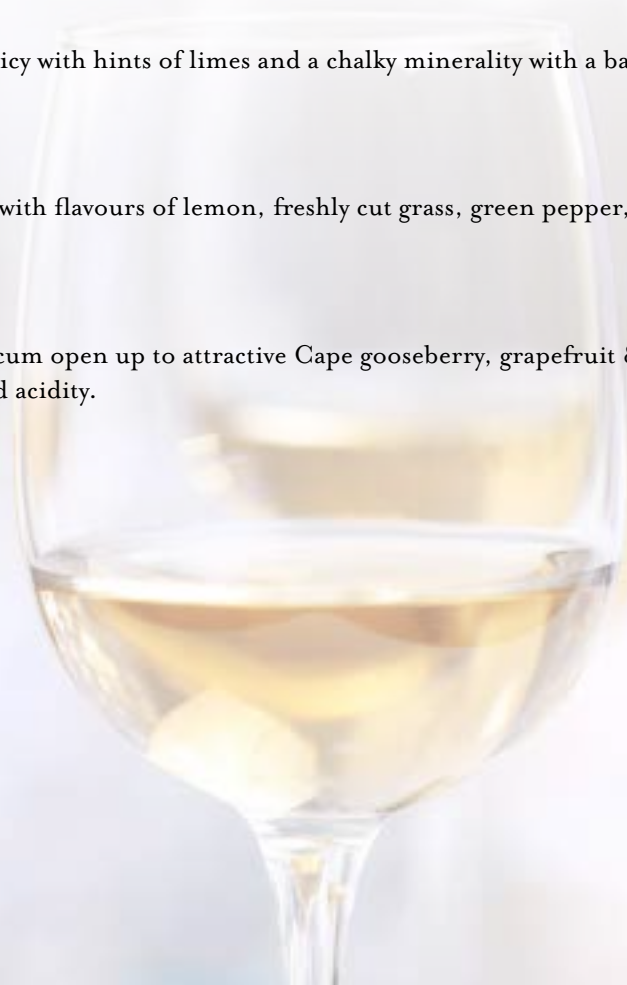 icy with hints of limes and a chalky minerality with a ba
with flavours of lemon, freshly cut grass, green pepper,
cum open up to attractive Cape gooseberry, grapefruit &
d acidity.